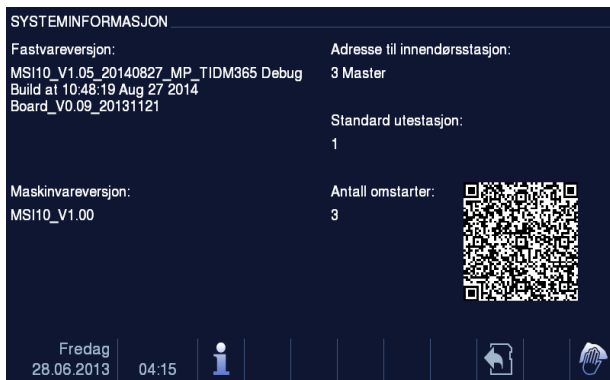 SYSTEMINFORMASJON
Fastvareversjon:
MSI10_V1.05_20140827_MP_TIDM365 Debug
Build at 10:48:19 Aug 27 2014
Board_V0.09_20131121
Adresse til innendørsstasjon:
3 Master
Standard utestasjon:
1
Maskinvareversjon:
MSI10_V1.00
Antall omstarter:
3
Fredag
28.06.2013
04:15